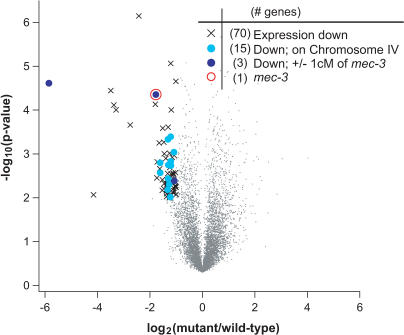 (# genes)
(70) Expression down
(15) Down; on Chromosome IV
(3) Down; +/- 1cM of mec-3
(1) mec-3
6
5
4
3
2
1
0
-log10(p-value)
-6 -4 -2 0 2 4 6
log2(mutant/wild-type)